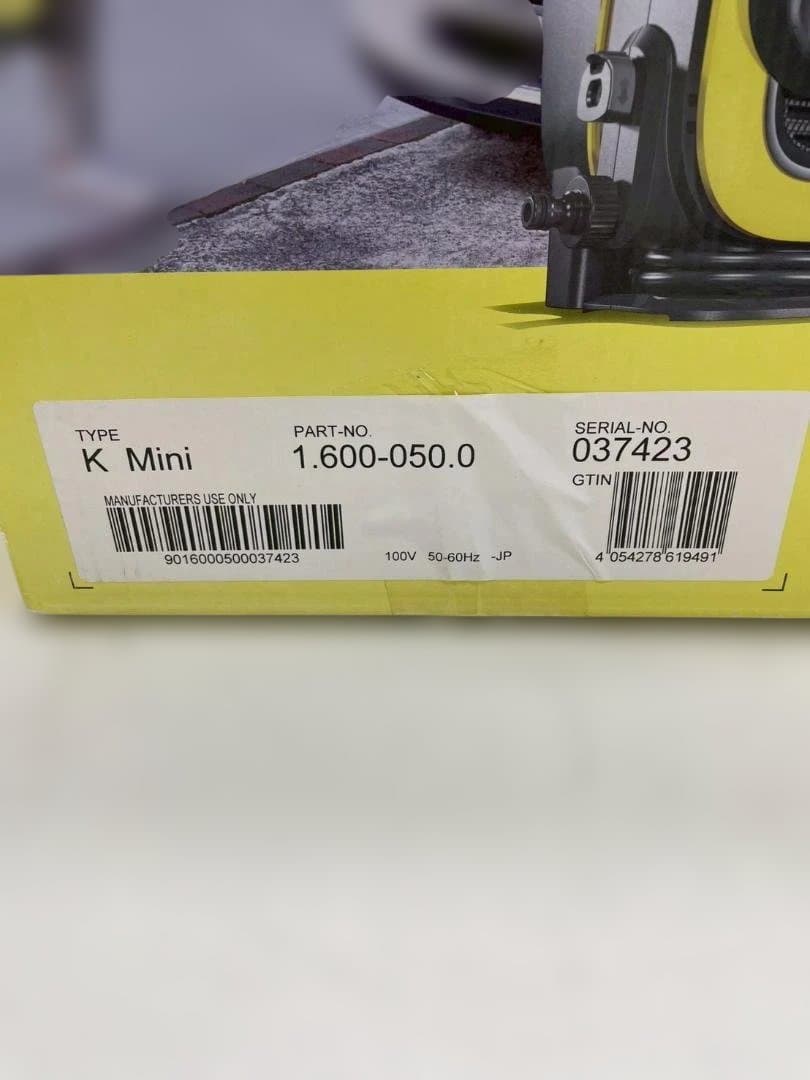 TYPE
K Mini
PART-NO.
1.600-050.0
SERIAL-NO.
037423
GTIN
MANUFACTURERS USE ONLY
9016000500037423
100V 50-60Hz -JP
4 054278 619491